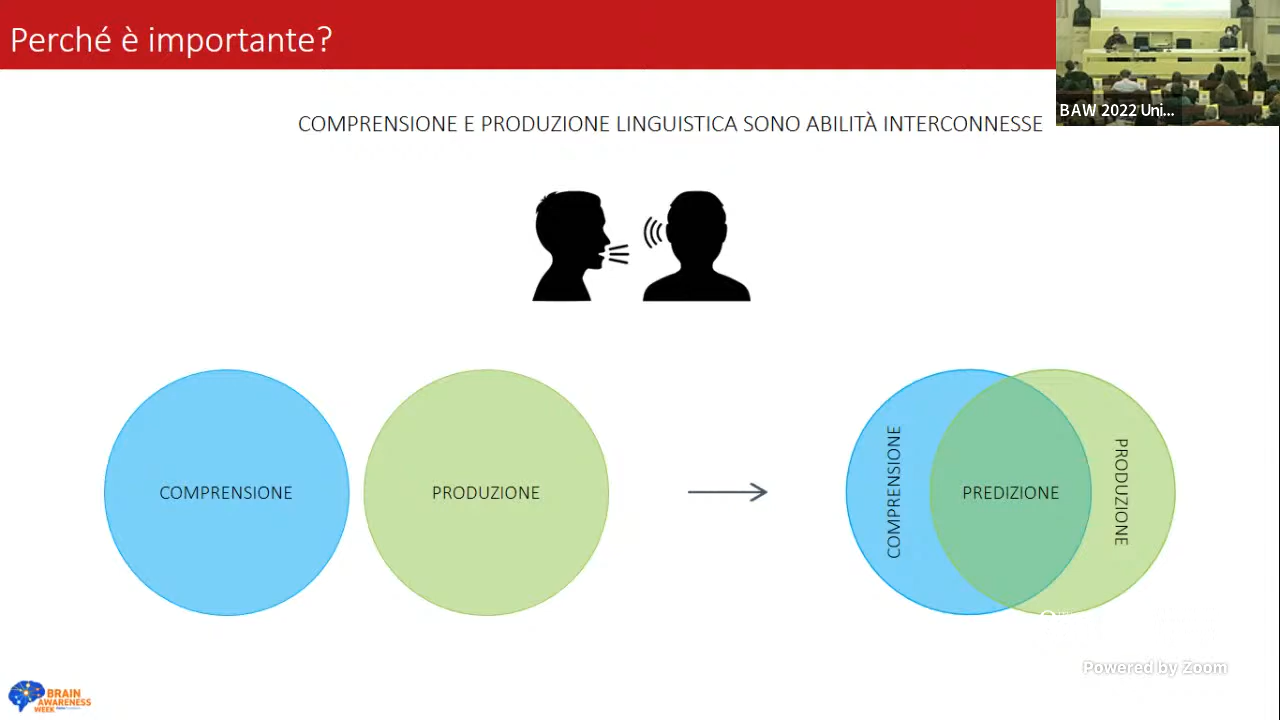 Perché è importante?
BAW 2022 Uni...
COMPRENSIONE E PRODUZIONE LINGUISTICA SONO ABILITÀ INTERCONNESSE
COMPRENSIONE
PRODUZIONE
COMPRENSIONE
PREDIZIONE
PRODUZIONE
Powered by Zoom
BRAIN
AWARENESS
WEEK